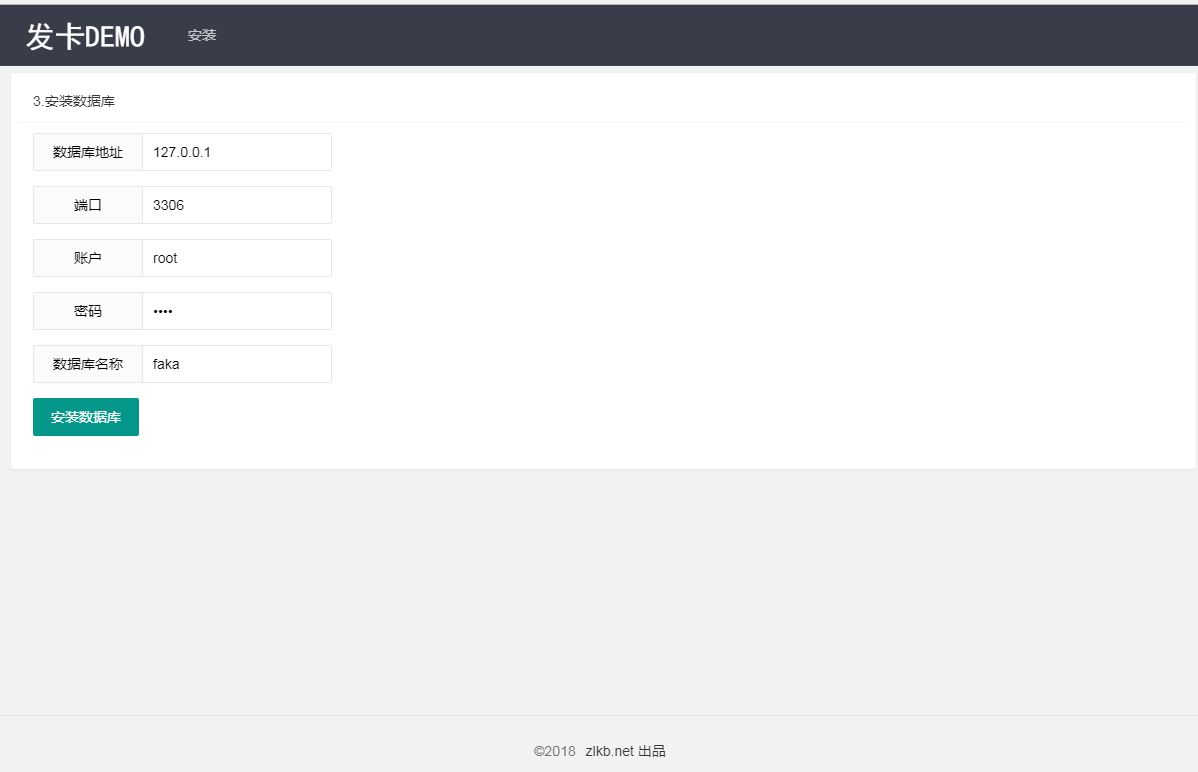 发卡DEMO 安装
3.安装数据库
数据库地址 127.0.0.1
端口 3306
账户 root
密码 ••••
数据库名称 faka
安装数据库
©2018 zlkb.net 出品